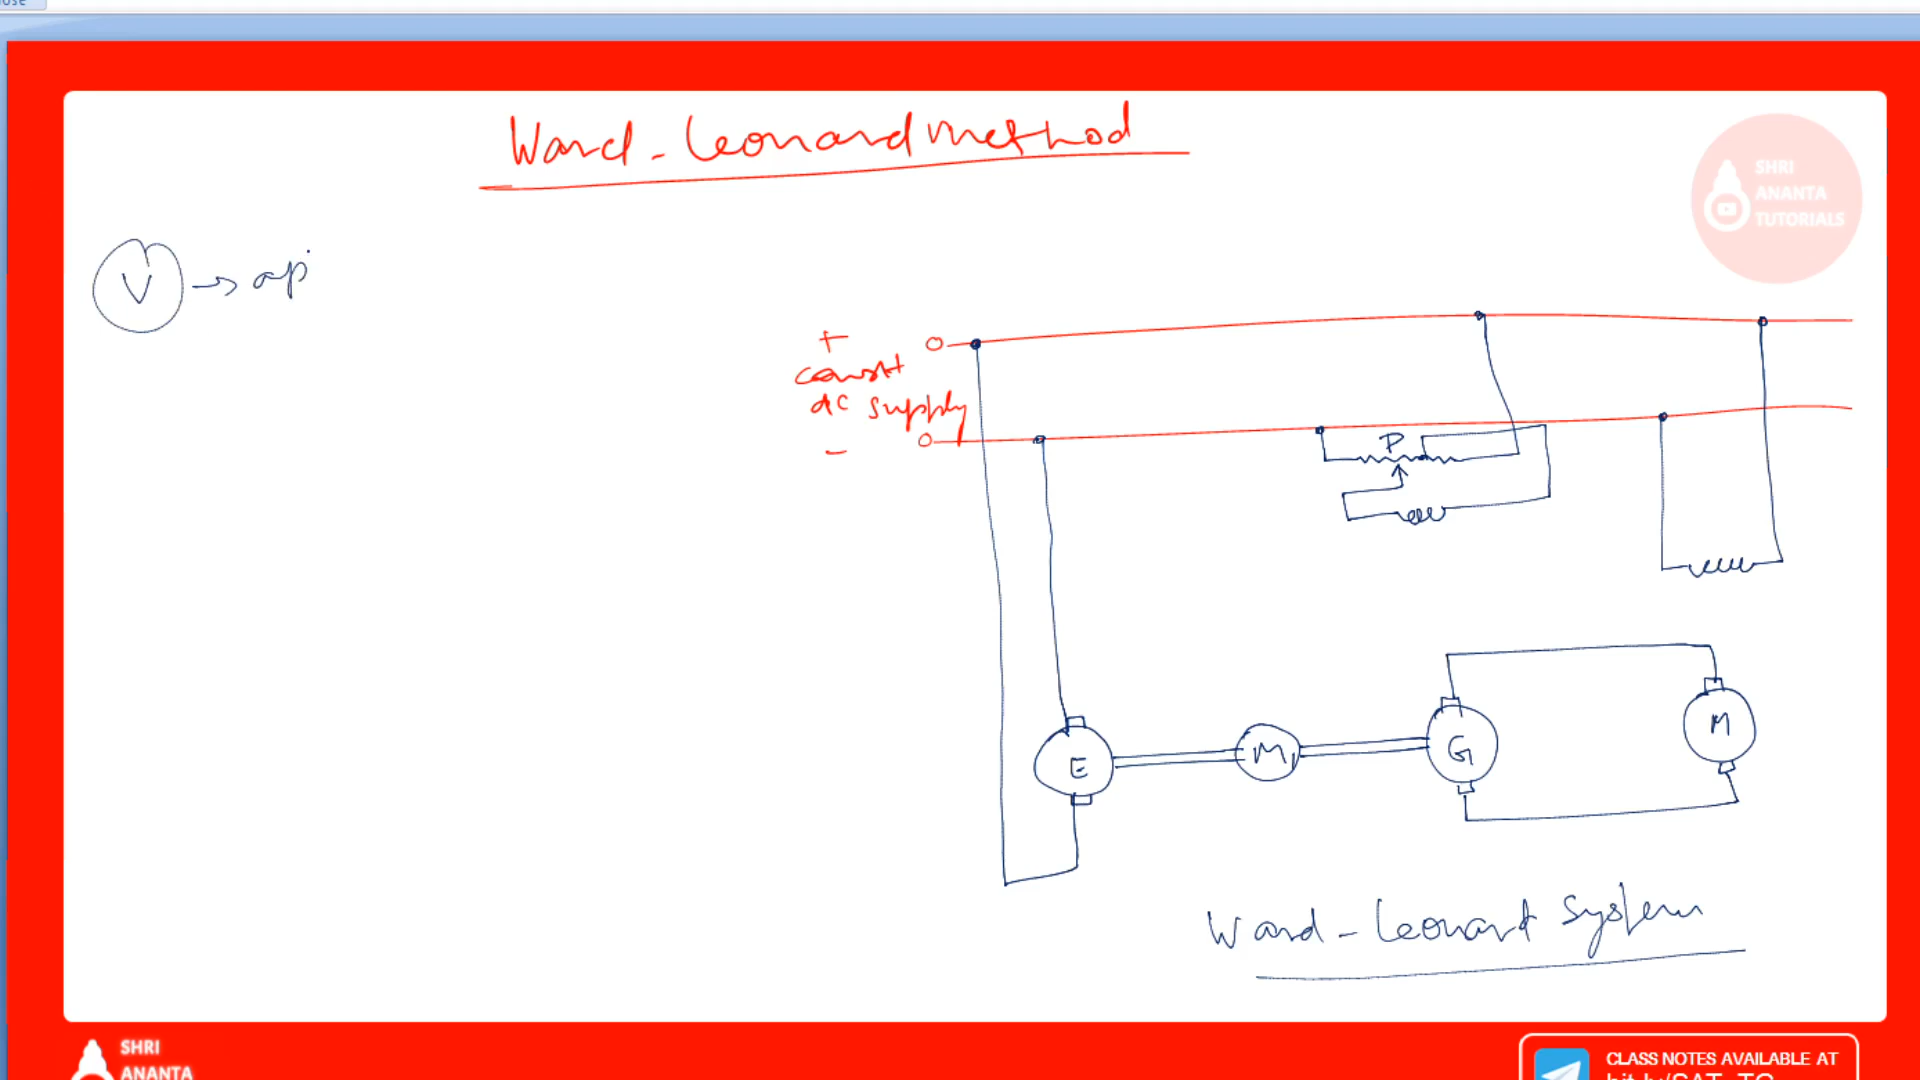 Ward-Leonard method
SHRI
ANANTA
TUTORIALS
V → api
+
const
dc supply
-
P
E
M1
G
M
Ward-Leonard System
SHRI
ANANTA
CLASS NOTES AVAILABLE AT